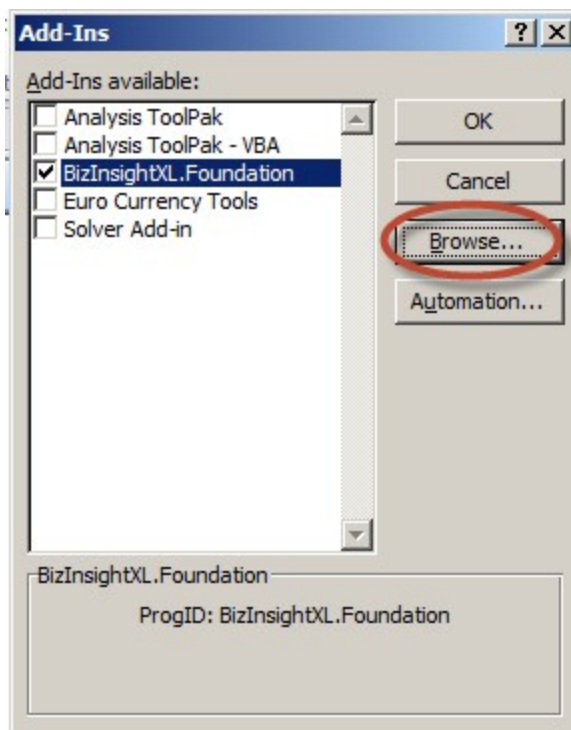 Add-Ins
Add-Ins available:
Analysis ToolPak
Analysis ToolPak - VBA
BizInsightXL.Foundation
Euro Currency Tools
Solver Add-in
OK
Cancel
Browse...
Automation...
BizInsightXL.Foundation
ProgID: BizInsightXL.Foundation